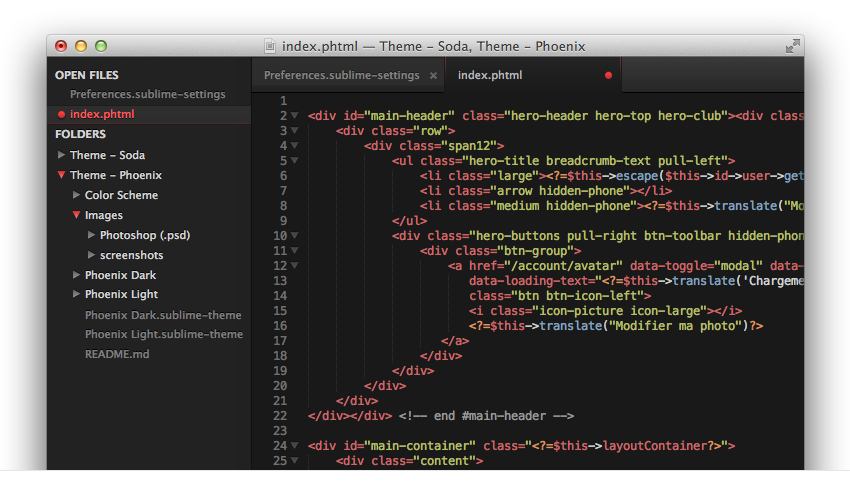 index.phtml — Theme – Soda, Theme – Phoenix
OPEN FILES
Preferences.sublime-settings
index.phtml
FOLDERS
Theme – Soda
Theme – Phoenix
Color Scheme
Images
Photoshop (.psd)
screenshots
Phoenix Dark
Phoenix Light
Phoenix Dark.sublime-theme
Phoenix Light.sublime-theme
README.md
Preferences.sublime-settings ×
index.phtml
1
2 <div id="main-header" class="hero-header hero-top hero-club"><div clas
3 <div class="row">
4 <div class="span12">
5 <ul class="hero-title breadcrumb-text pull-left">
6 <li class="large"><?=$this->escape($this->id->user->get
7 <li class="arrow hidden-phone"></li>
8 <li class="medium hidden-phone"><?=$this->translate("Mo
9 </ul>
10 <div class="hero-buttons pull-right btn-toolbar hidden-phon
11 <div class="btn-group">
12 <a href="/account/avatar" data-toggle="modal" data-
13 data-loading-text="<?=$this->translate('Chargeme
14 class="btn btn-icon-left">
15 <i class="icon-picture icon-large"></i>
16 <?=$this->translate("Modifier ma photo")?>
17 </a>
18 </div>
19 </div>
20 </div>
21 </div>
22 </div></div> <!-- end #main-header -->
23
24 <div id="main-container" class="<?=$this->layoutContainer?>">
25 <div class="content">